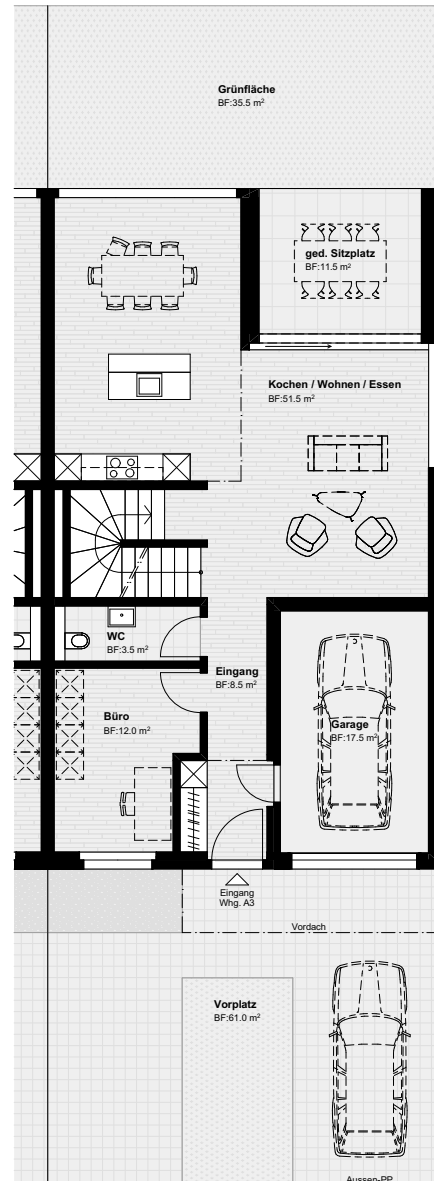 Grünfläche
BF:35.5 m²
ged. Sitzplatz
BF:11.5 m²
Kochen / Wohnen / Essen
BF:51.5 m²
WC
BF:3.5 m²
Eingang
BF:8.5 m²
Büro
BF:12.0 m²
Garage
BF:17.5 m²
Eingang
Whg. A3
Vordach
Vorplatz
BF:61.0 m²
Aussen-PP